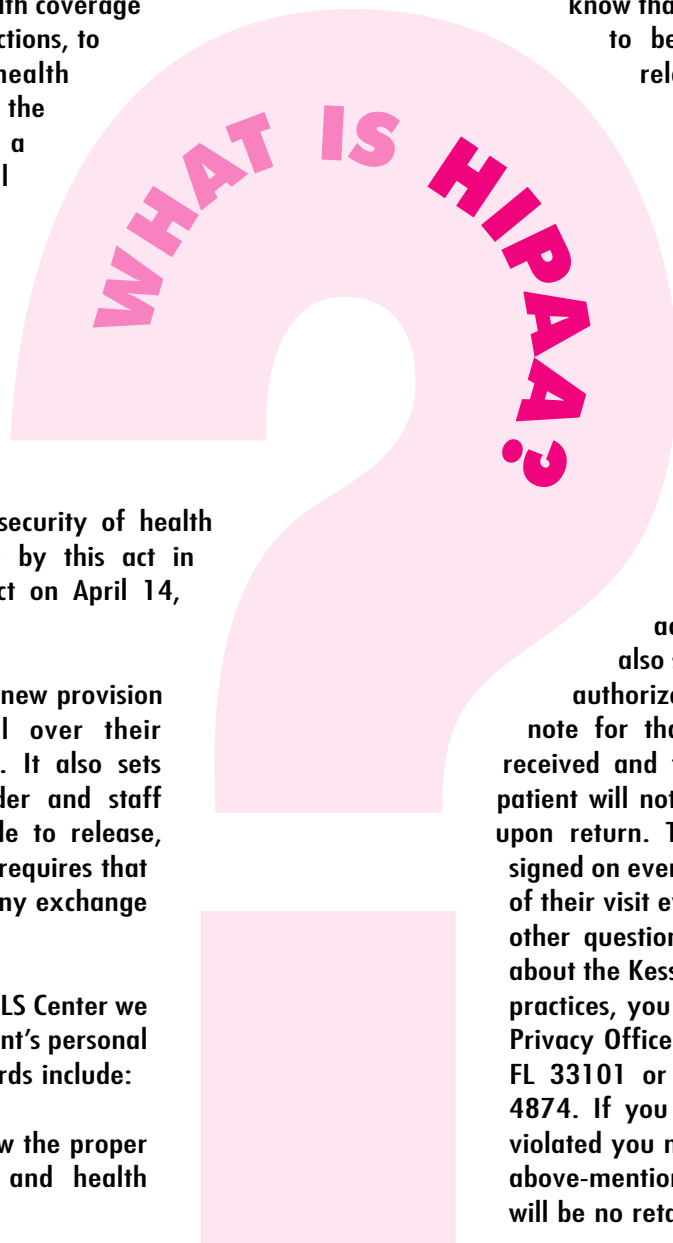 WHAT IS HIPAA?
lth coverage
ctions, to
health
the
a
l
security of health
by this act in
ct on April 14,
new provision
l over their
. It also sets
der and staff
le to release,
requires that
ny exchange
LS Center we
nt's personal
rds include:
w the proper
and health
know tha
to be
rel
ac
also s
authoriz
note for tha
received and
patient will not
upon return. T
signed on ever
of their visit e
other question
about the Kess
practices, you
Privacy Office
FL 33101 or
4874. If you
violated you
above-mention
will be no reta